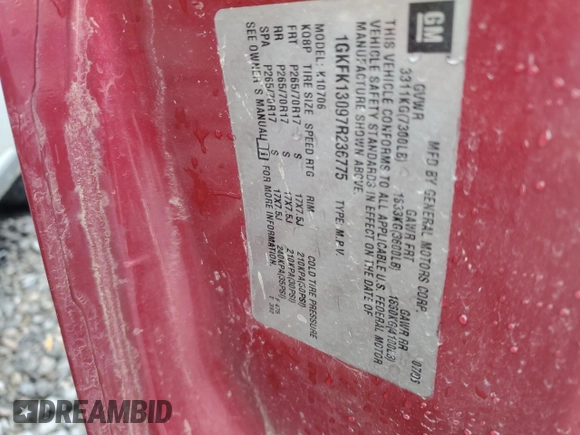 GM
MFD BY GENERAL MOTORS CORP.
GVWR GAWR FRT GAWR RR
3311KG(7300LB) 1633KG(3600LB)
THIS VEHICLE CONFORMS TO ALL APPLICABLE U.S. FEDERAL MOTOR
VEHICLE SAFETY STANDARDS IN EFFECT ON THE DATE OF
MANUFACTURE SHOWN ABOVE.
1GKFK13097R236775 TYPE: M.P.V.
MODEL: K10706
K08P TIRE SIZE SPEED RTG RIM COLD TIRE PRESSURE
FRT P265/70R17 S 17X7.5J 210KPA(30PSI)
RR P265/70R17 S 17X7.5J 210KPA(30PSI)
SPA P265/70R17 S 17X7.5J 240KPA(35PSI)
SEE OWNER'S MANUAL FOR MORE INFORMATION.
DREAMBID